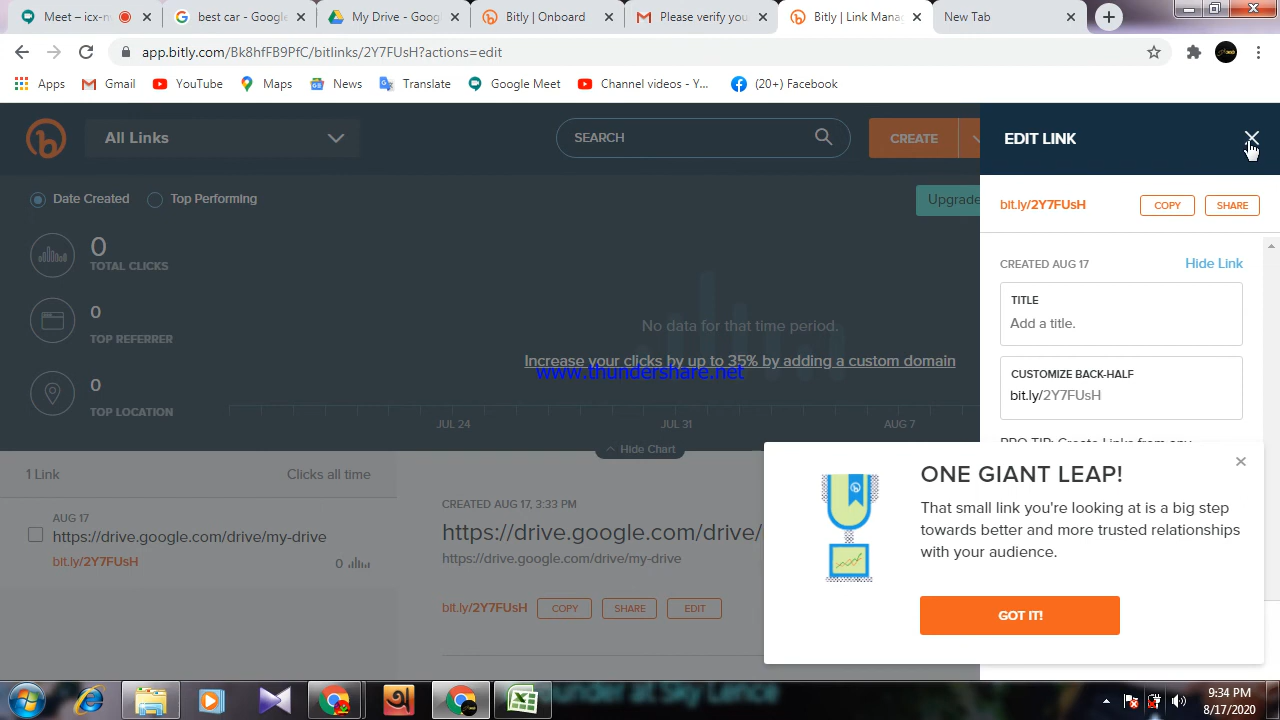 Meet – ico-n
best car - Google
My Drive - Goog
Bitly | Onboard
Please verify you
Bitly | Link Mana
New Tab
app.bitly.com/Bk8hfFB9PfC/bitlinks/2Y7FUsH?actions=edit
Apps
Gmail
YouTube
Maps
News
Translate
Google Meet
Channel videos - Y...
(20+) Facebook
All Links
SEARCH
CREATE
EDIT LINK
Date Created
Top Performing
Upgrade
bit.ly/2Y7FUsH
COPY
SHARE
0
TOTAL CLICKS
CREATED AUG 17
Hide Link
0
TOP REFERRER
No data for that time period.
TITLE
Add a title.
Increase your clicks by up to 35% by adding a custom domain
www.thundershare.net
0
TOP LOCATION
CUSTOMIZE BACK-HALF
bit.ly/2Y7FUsH
JUL 24
JUL 31
AUG 7
PRO TIP: Create Links from any
Hide Chart
1 Link
Clicks all time
AUG 17
https://drive.google.com/drive/my-drive
bit.ly/2Y7FUsH
0
CREATED AUG 17, 3:33 PM
https://drive.google.com/drive/
https://drive.google.com/drive/my-drive
bit.ly/2Y7FUsH
COPY
SHARE
EDIT
ONE GIANT LEAP!
That small link you're looking at is a big step
towards better and more trusted relationships
with your audience.
GOT IT!
9:34 PM
8/17/2020